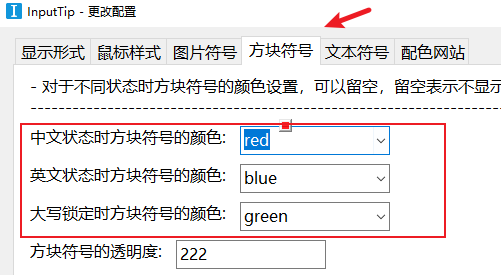 InputTip - 更改配置
显示形式 鼠标样式 图片符号 方块符号 文本符号 配色网站
- 对于不同状态时方块符号的颜色设置，可以留空，留空表示不显示
中文状态时方块符号的颜色: red
英文状态时方块符号的颜色: blue
大写锁定时方块符号的颜色: green
方块符号的透明度: 222